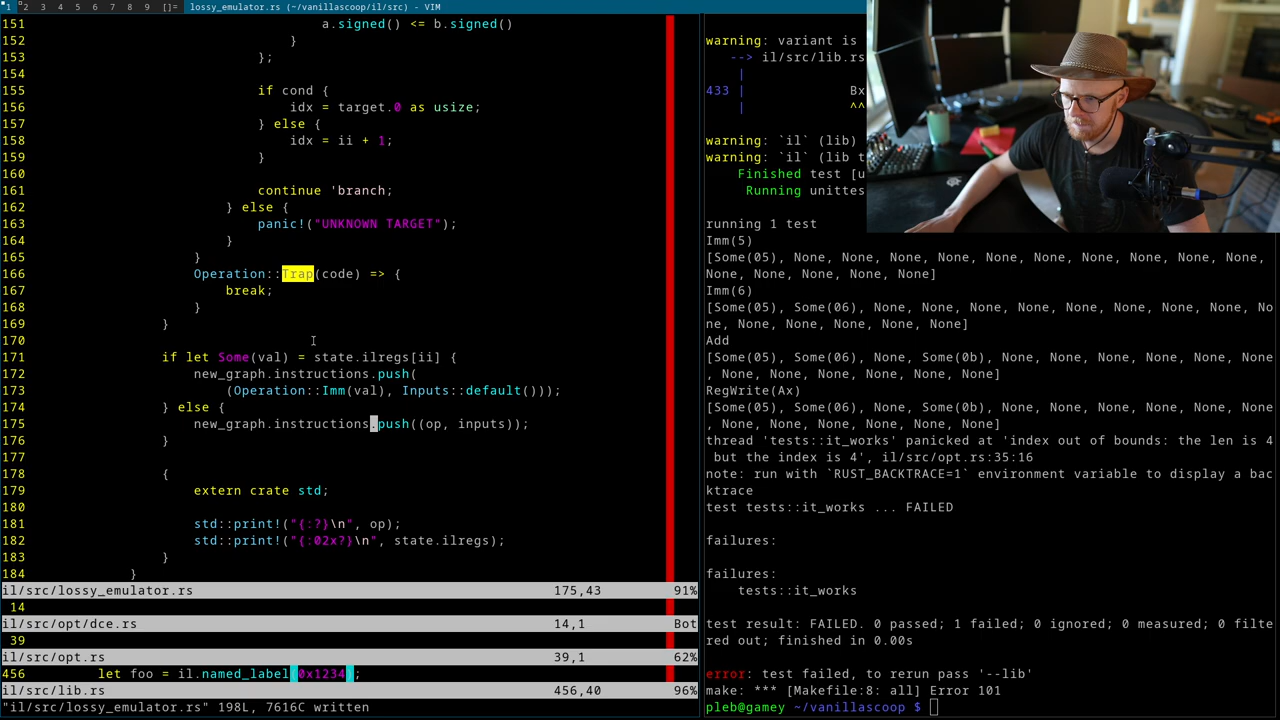 1 2 3 4 5 6 7 8 9 []= lossy_emulator.rs (~/vanillascoop/il/src) - VIM
151 a.signed() <= b.signed()
152 }
153 };
154
155 if cond {
156 idx = target.0 as usize;
157 } else {
158 idx = ii + 1;
159 }
160
161 continue 'branch;
162 } else {
163 panic!("UNKNOWN TARGET");
164 }
165 }
166 Operation::Trap(code) => {
167 break;
168 }
169 }
170
171 if let Some(val) = state.ilregs[ii] {
172 new_graph.instructions.push(
173 (Operation::Imm(val), Inputs::default()));
174 } else {
175 new_graph.instructions.push((op, inputs));
176 }
177
178 {
179 extern crate std;
180
181 std::print!("{:?}\n", op);
182 std::print!("{:02x?}\n", state.ilregs);
183 }
184 }
il/src/lossy_emulator.rs 175,43 91%
14
il/src/opt/dce.rs 14,1 Bot
39
il/src/opt.rs 39,1 62%
456 let foo = il.named_label(0x1234);
il/src/lib.rs 456,40 96%
"il/src/lossy_emulator.rs" 198L, 7616C written
warning: variant is
--> il/src/lib.rs
|
433 | Bx
| ^^
warning: `il` (lib)
warning: `il` (lib t
Finished test [u
Running unittes
running 1 test
Imm(5)
[Some(05), None, None, None, None, None, None, None, None,
None, None, None, None]
Imm(6)
[Some(05), Some(06), None, None, None, None, None, None, No
ne, None, None, None, None]
Add
[Some(05), Some(06), Some(0b), None, None, None, None, None
, None, None, None, None, None]
RegWrite(Ax)
[Some(05), Some(06), None, Some(0b), None, None, None, None
, None, None, None, None, None]
thread 'tests::it_works' panicked at 'index out of bounds: the len is 4
but the index is 4', il/src/opt.rs:35:16
note: run with `RUST_BACKTRACE=1` environment variable to display a bac
ktrace
test tests::it_works ... FAILED
failures:
failures:
tests::it_works
test result: FAILED. 0 passed; 1 failed; 0 ignored; 0 measured; 0 filte
red out; finished in 0.00s
error: test failed, to rerun pass '--lib'
make: *** [Makefile:8: all] Error 101
pleb@gamey ~/vanillascoop $